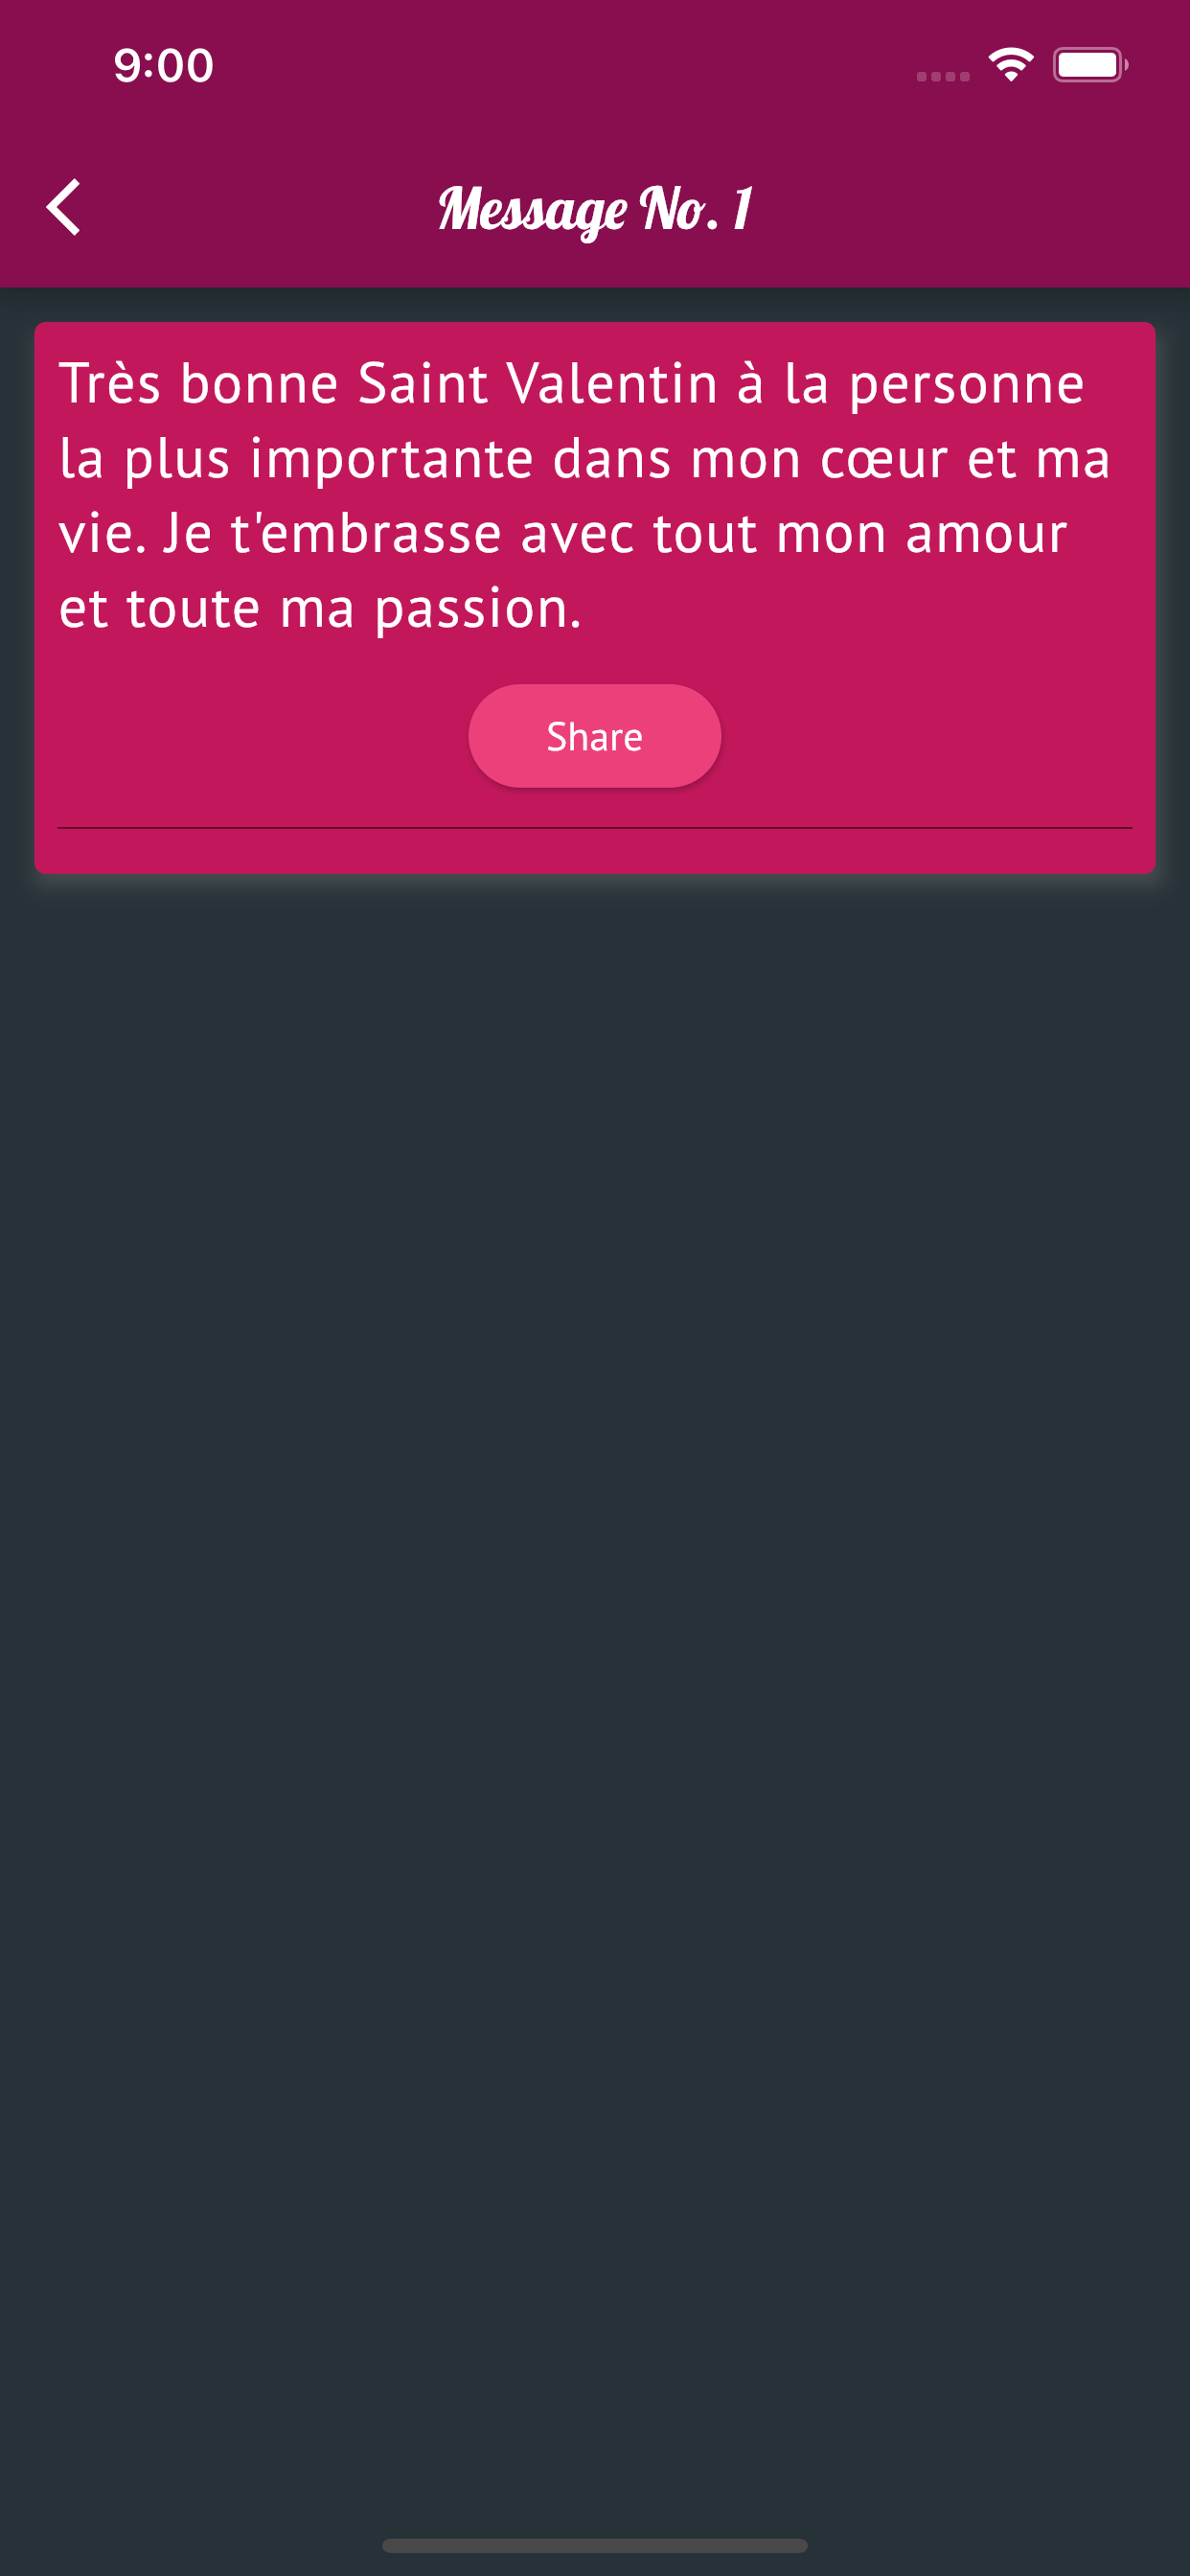 9:00
Message No. 1
Très bonne Saint Valentin à la personne
la plus importante dans mon cœur et ma
vie. Je t'embrasse avec tout mon amour
et toute ma passion.
Share